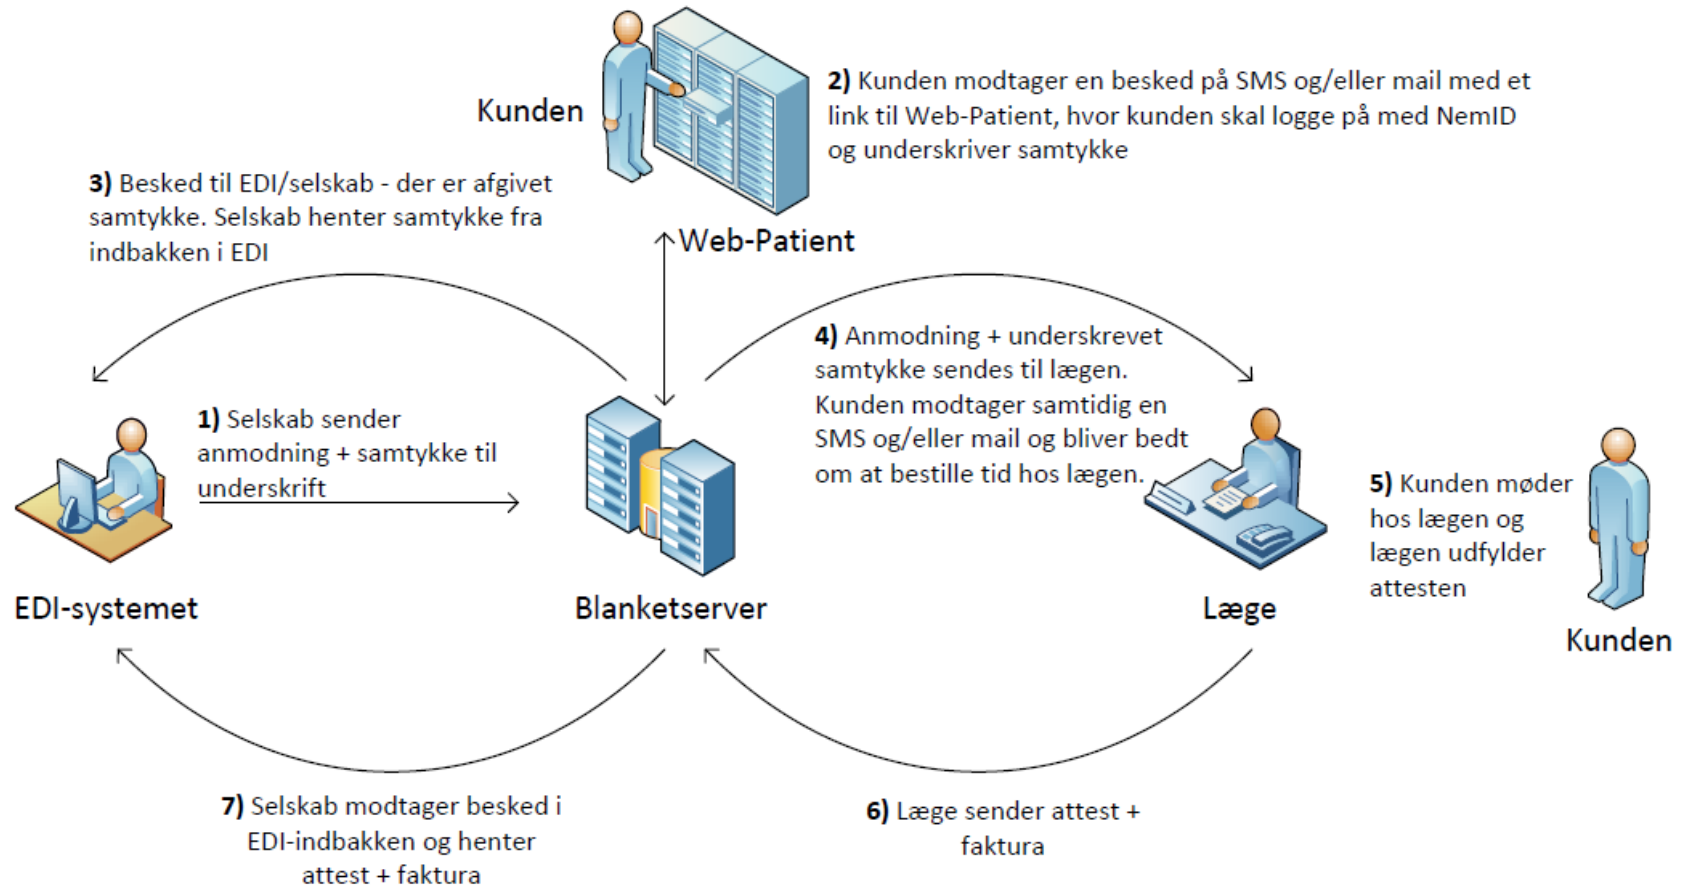 Kunden
2) Kunden modtager en besked på SMS og/eller mail med et
link til Web-Patient, hvor kunden skal logge på med NemID
og underskriver samtykke
3) Besked til EDI/selskab - der er afgivet
samtykke. Selskab henter samtykke fra
indbakken i EDI
Web-Patient
4) Anmodning + underskrevet
samtykke sendes til lægen.
Kunden modtager samtidig en
SMS og/eller mail og bliver bedt
om at bestille tid hos lægen.
1) Selskab sender
anmodning + samtykke til
underskrift
5) Kunden møder
hos lægen og
lægen udfylder
attesten
EDI-systemet
Blanketserver
Læge
Kunden
7) Selskab modtager besked i
EDI-indbakken og henter
attest + faktura
6) Læge sender attest +
faktura